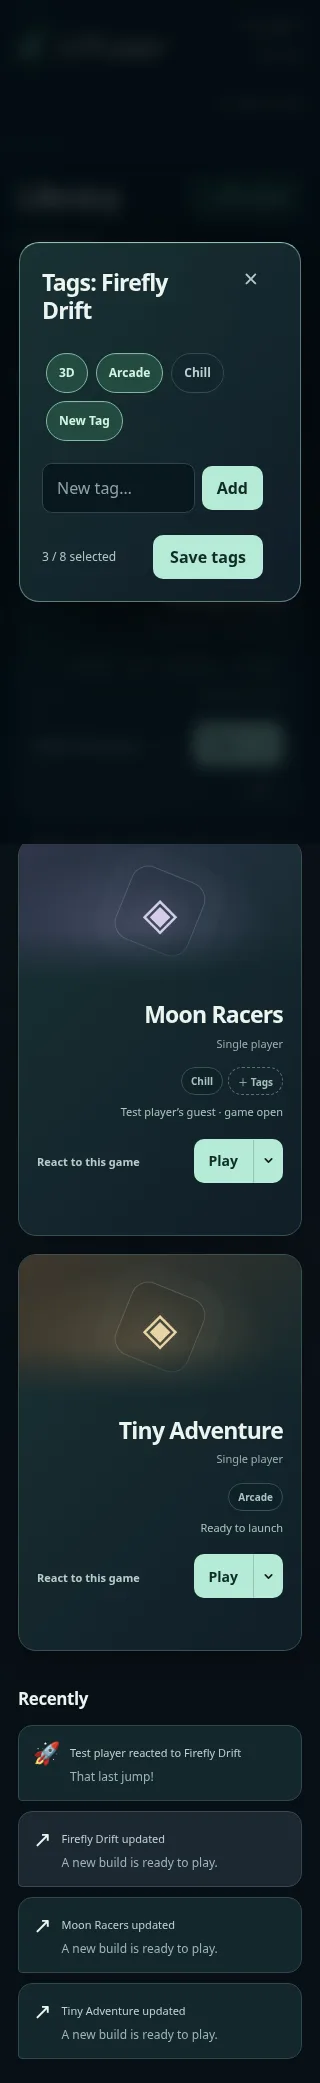 Tags: Firefly
Drift
3D
Arcade
Chill
New Tag
New tag...
Add
3 / 8 selected
Save tags
Moon Racers
Single player
Chill
+ Tags
Test player's guest · game open
React to this game
Play
Tiny Adventure
Single player
Arcade
Ready to launch
React to this game
Play
Recently
Test player reacted to Firefly Drift
That last jump!
Firefly Drift updated
A new build is ready to play.
Moon Racers updated
A new build is ready to play.
Tiny Adventure updated
A new build is ready to play.